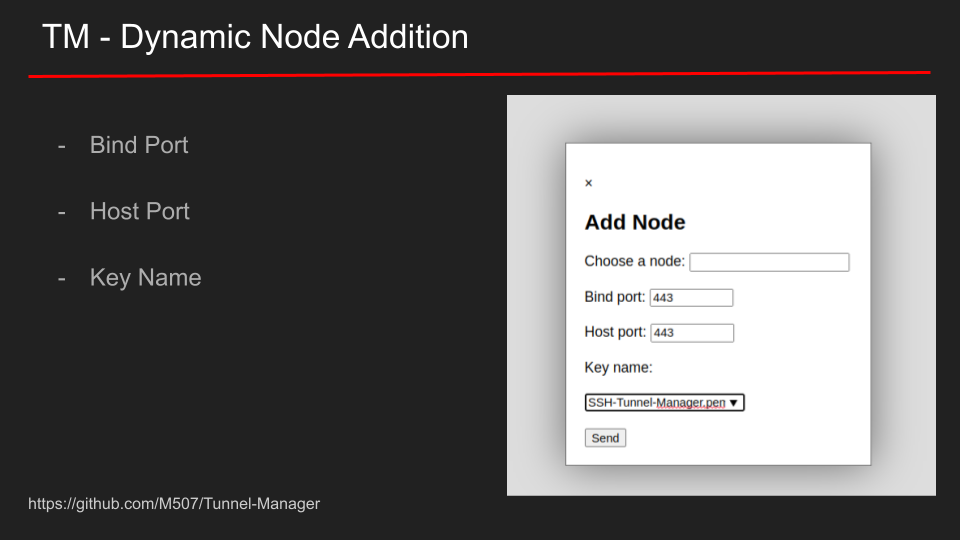 TM - Dynamic Node Addition
- Bind Port
- Host Port
- Key Name
×
Add Node
Choose a node:
Bind port: 443
Host port: 443
Key name:
SSH-Tunnel-Manager.pen ▼
Send
https://github.com/M507/Tunnel-Manager